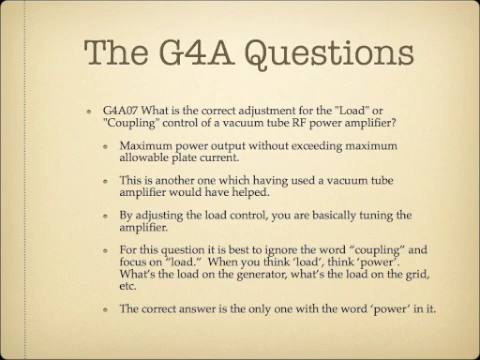 The G4A Questions
G4A07 What is the correct adjustment for the "Load" or
"Coupling" control of a vacuum tube RF power amplifier?
Maximum power output without exceeding maximum
allowable plate current.
This is another one which having used a vacuum tube
amplifier would have helped.
By adjusting the load control, you are basically tuning the
amplifier.
For this question it is best to ignore the word “coupling” and
focus on “load.”  When you think ‘load’, think ‘power’.
What’s the load on the generator, what’s the load on the grid,
etc.
The correct answer is the only one with the word ‘power’ in it.